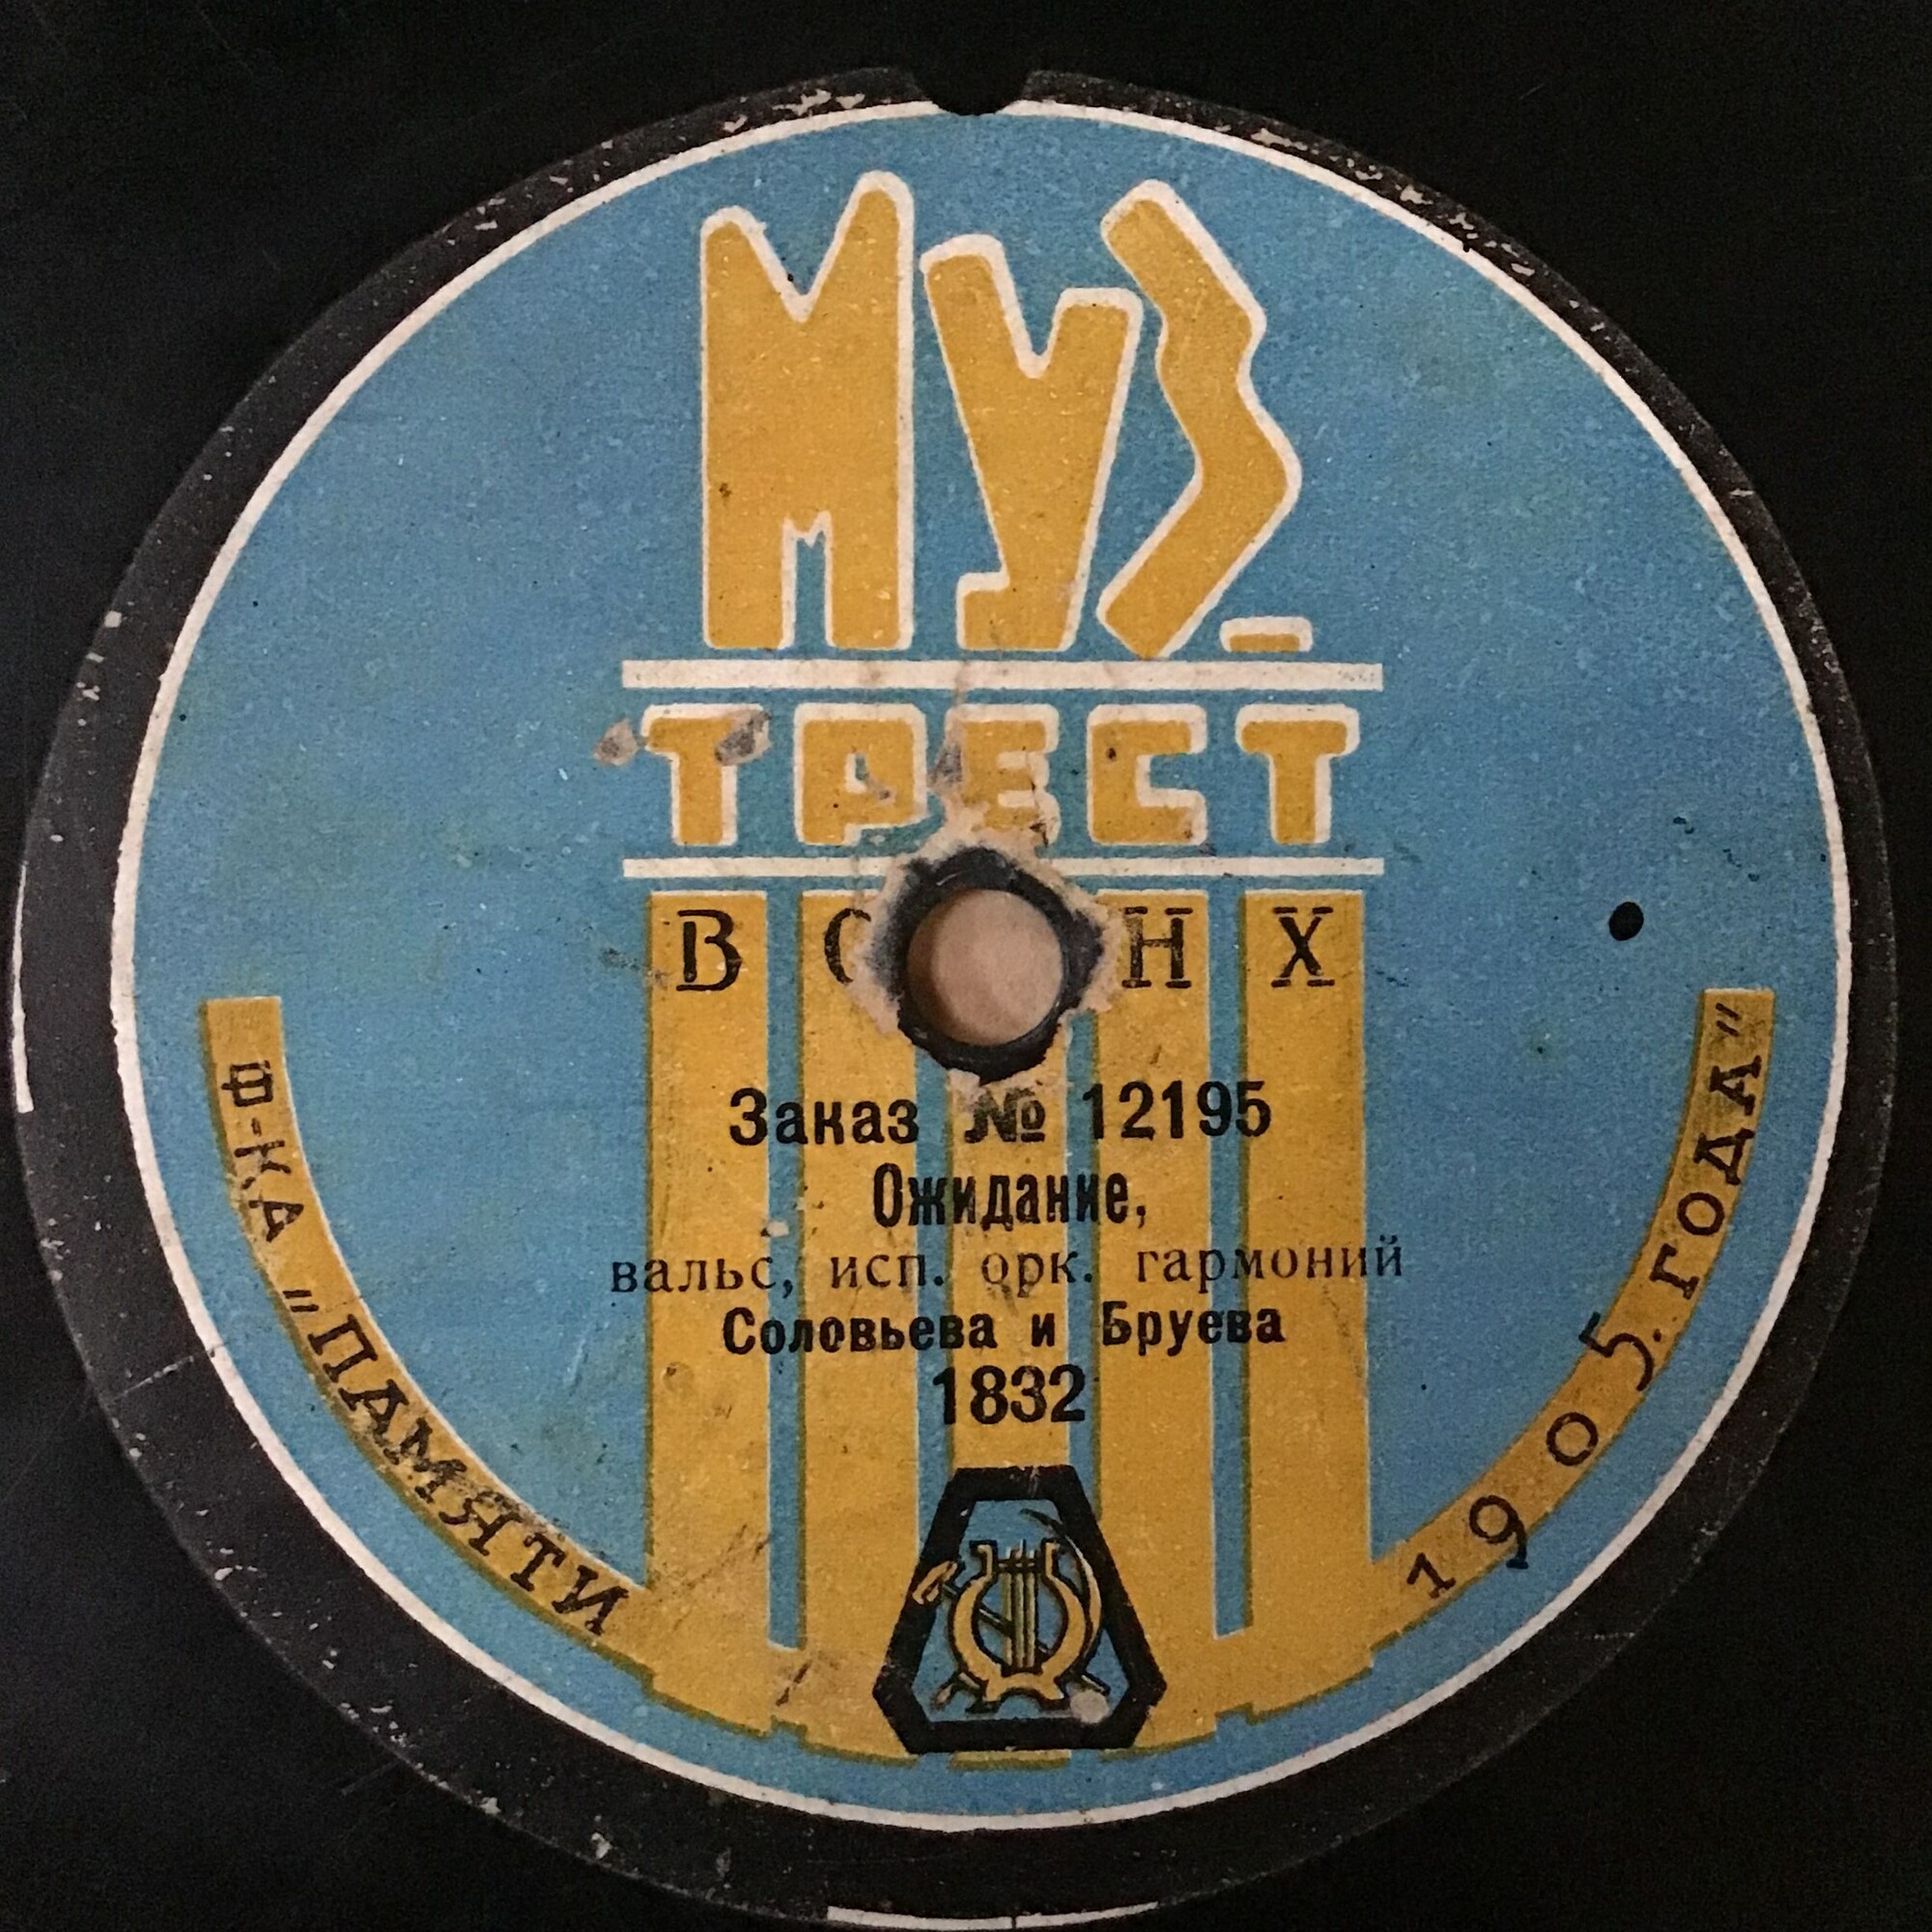 МУЗ
ТРЕСТ
В С Н Х
Заказ № 12195
Ожидание,
вальс, исп. орк. гармоний
Соловьева и Бруева
1832
Ф-КА „ПАМЯТИ 1905. ГОДА"